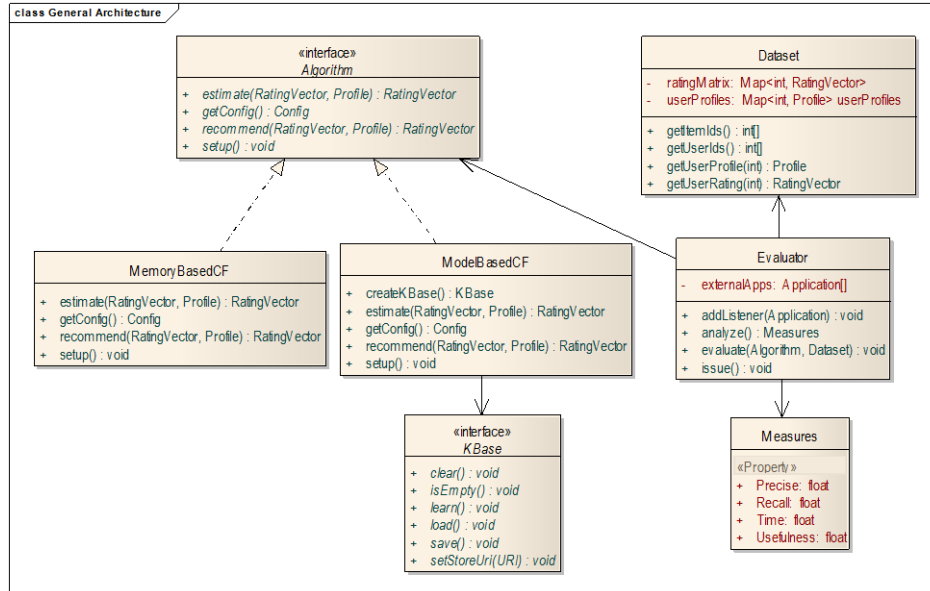 class General Architecture
«interface»
Algorithm
+ estimate(RatingVector, Profile) : RatingVector
+ getConfig() : Config
+ recommend(RatingVector, Profile) : RatingVector
+ setup() : void
Dataset
- ratingMatrix: Map<int, RatingVector>
- userProfiles: Map<int, Profile> userProfiles
+ getItemIds() : int[]
+ getUserIds() : int[]
+ getUserProfile(int) : Profile
+ getUserRating(int) : RatingVector
MemoryBasedCF
+ estimate(RatingVector, Profile) : RatingVector
+ getConfig() : Config
+ recommend(RatingVector, Profile) : RatingVector
+ setup() : void
ModelBasedCF
+ createKBase() : KBase
+ estimate(RatingVector, Profile) : RatingVector
+ getConfig() : Config
+ recommend(RatingVector, Profile) : RatingVector
+ setup() : void
Evaluator
- externalApps: Application[]
+ addListener(Application) : void
+ analyze() : Measures
+ evaluate(Algorithm, Dataset) : void
+ issue() : void
«interface»
KBase
+ clear() : void
+ isEmpty() : void
+ learn() : void
+ load() : void
+ save() : void
+ setStoreUri(URI) : void
Measures
«Property»
+ Precise: float
+ Recall: float
+ Time: float
+ Usefulness: float